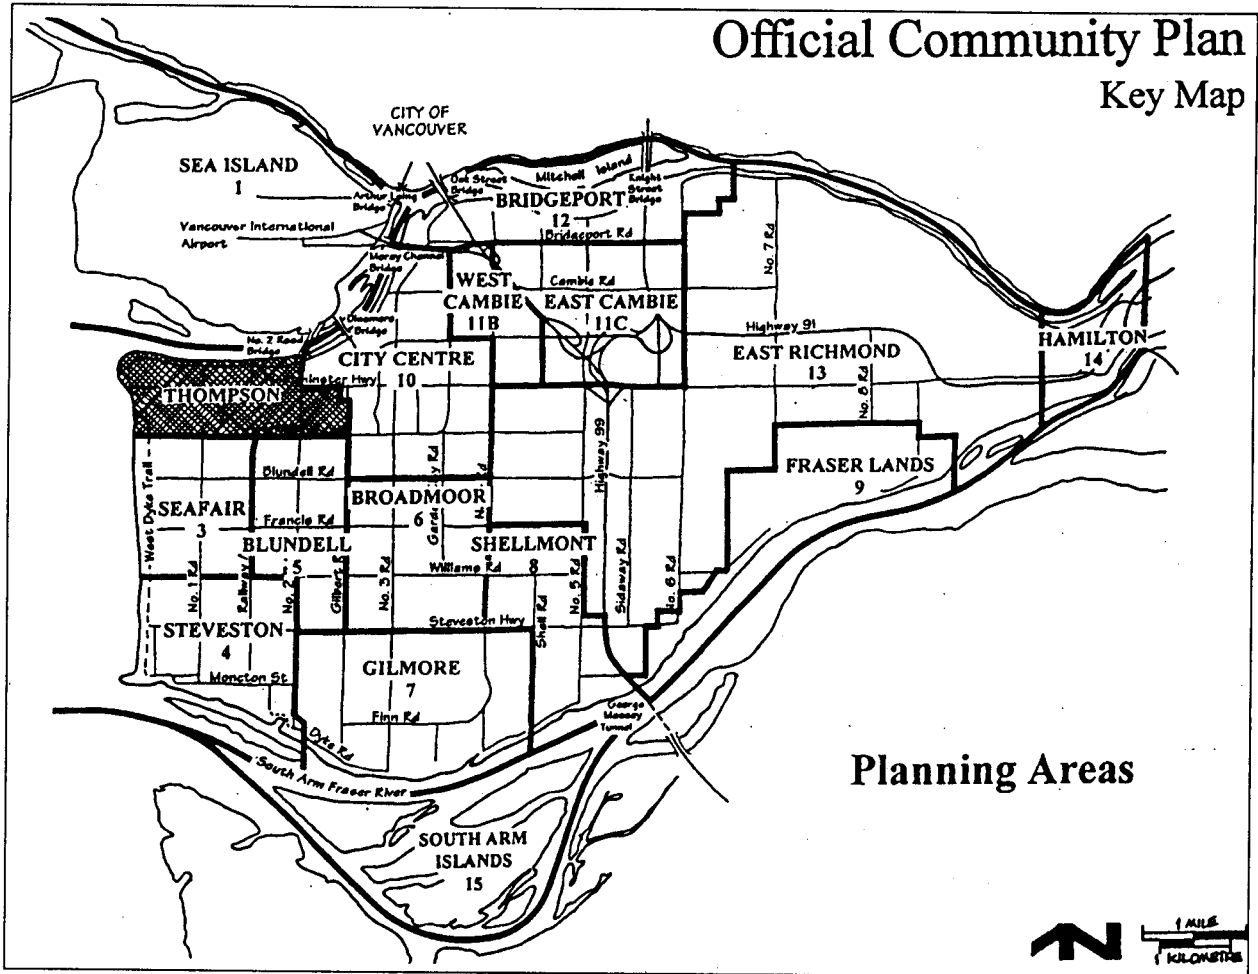 Official Community Plan
Key Map
CITY OF
VANCOUVER
SEA ISLAND
1
Arthur Laing
Bridge
Oak Street
Bridge
Mitchell Island
Knight
Street
Bridge
BRIDGEPORT
12
Bridgeport Rd
Vancouver International
Airport
Moray Channel
Bridge
No. 7 Rd
WEST
CAMBIE
11B
Cambie Rd
EAST CAMBIE
11C
Dinsmore
Bridge
No. 2 Road
Bridge
Highway 91
HAMILTON
14
CITY CENTRE
10
EAST RICHMOND
13
No. 8 Rd
THOMPSON
minster Hwy
Highway 99
Blundell Rd
West Dyke Trail
FRASER LANDS
9
SEAFAIR
3
BROADMOOR
6
Francis Rd
BLUNDELL
5
SHELLMONT
8
Williams Rd
No. 1 Rd
Railway
No. 2
Gilbert R
No. 3 Rd
No. 5 Rd
Sidaway Rd
No. 6 Rd
Shell Rd
Steveston Hwy
STEVESTON
4
GILMORE
7
Moncton St
Finn Rd
Dyke Rd
George
Massey
Tunnel
South Arm Fraser River
Planning Areas
SOUTH ARM
ISLANDS
15
N
1 MILE
1 KILOMETRE